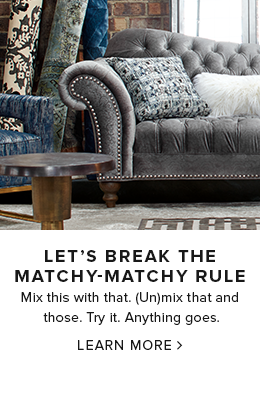 LET'S BREAK THE
MATCHY-MATCHY RULE
Mix this with that. (Un)mix that and
those. Try it. Anything goes.
LEARN MORE >